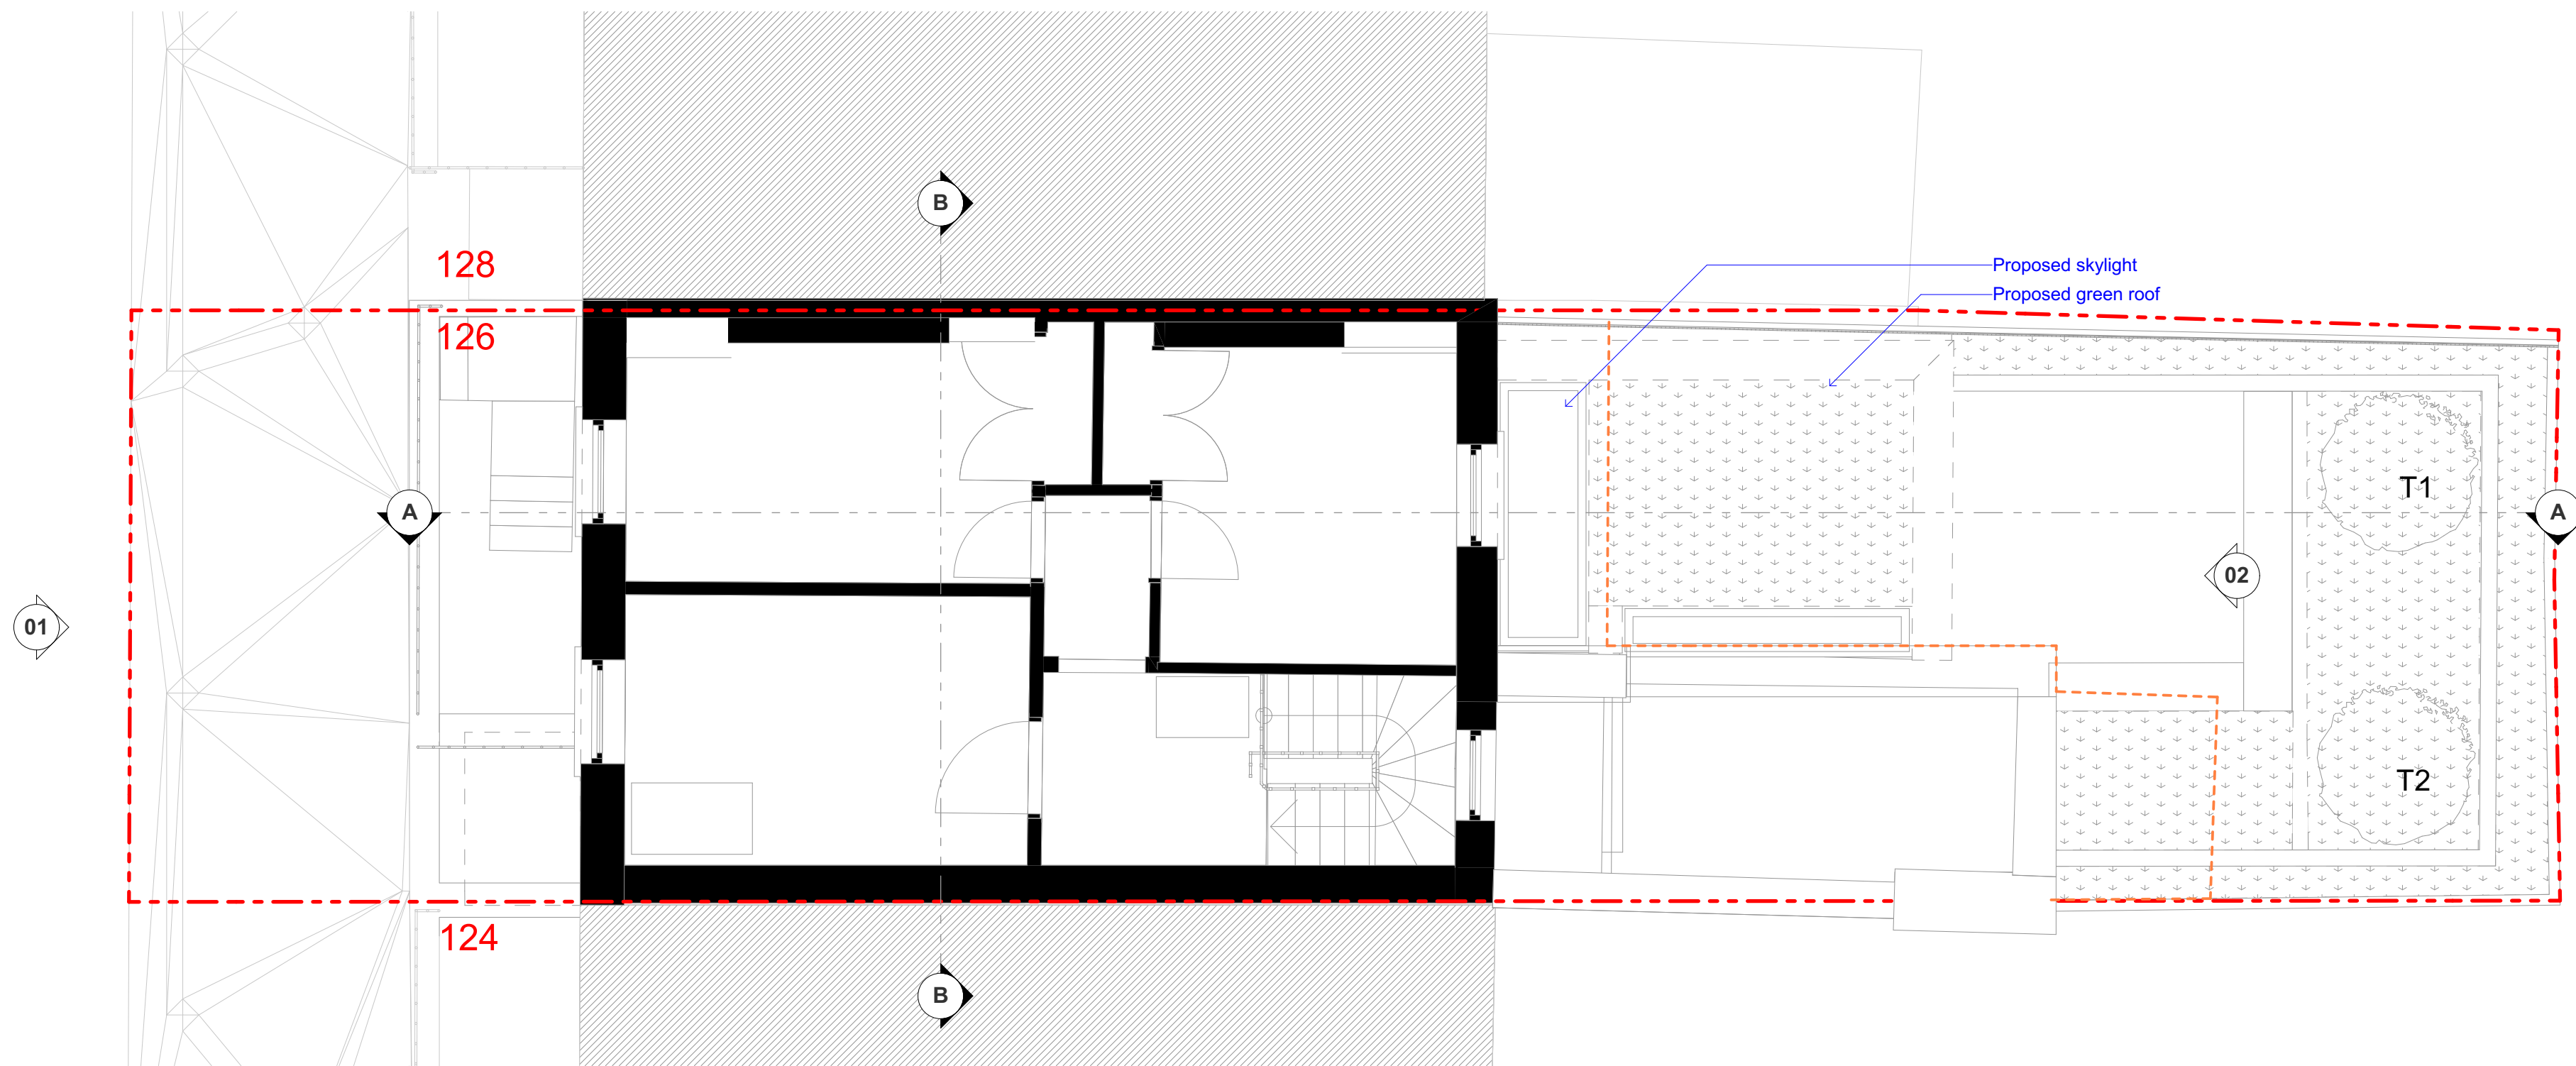 B
128
Proposed skylight
Proposed green roof
126
T1
A
A
02
01
T2
124
B